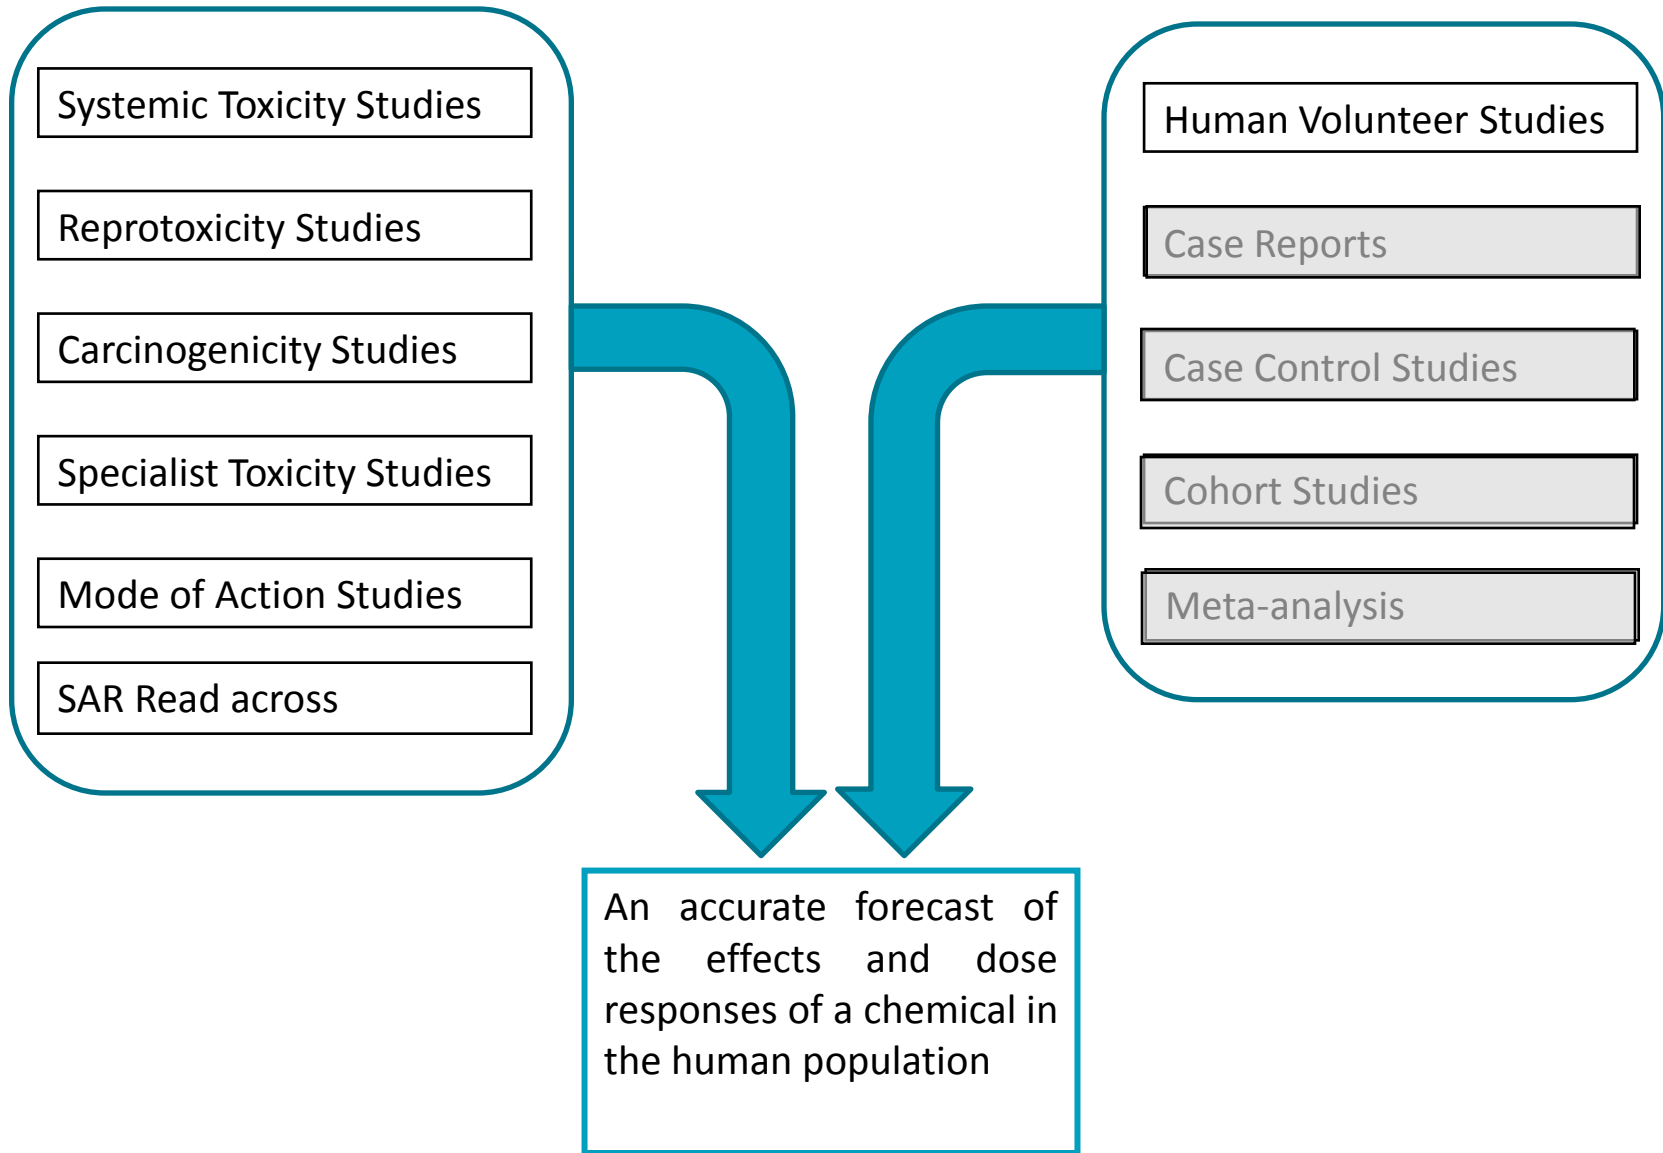 Systemic Toxicity Studies
Reprotoxicity Studies
Carcinogenicity Studies
Specialist Toxicity Studies
Mode of Action Studies
SAR Read across
Human Volunteer Studies
Case Reports
Case Control Studies
Cohort Studies
Meta-analysis
An accurate forecast of
the effects and dose
responses of a chemical in
the human population